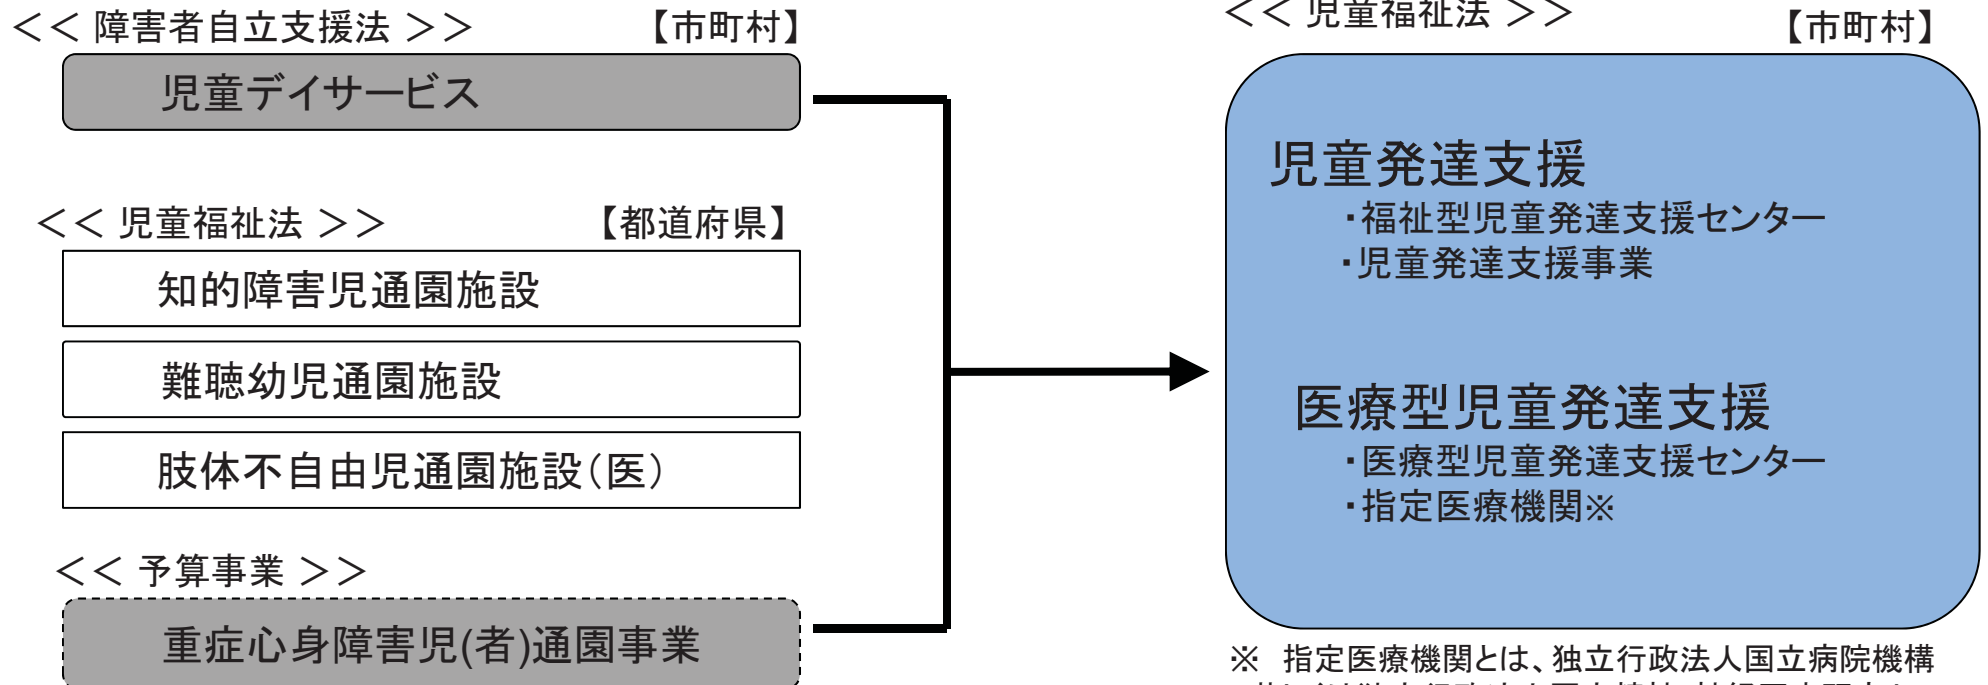 ＜＜ 障害者自立支援法 ＞＞ 【市町村】
児童デイサービス
＜＜ 児童福祉法 ＞＞ 【都道府県】
知的障害児通園施設
難聴幼児通園施設
肢体不自由児通園施設（医）
＜＜ 予算事業 ＞＞
重症心身障害児(者)通園事業
＜＜ 児童福祉法 ＞＞ 【市町村】
児童発達支援
・福祉型児童発達支援センター
・児童発達支援事業
医療型児童発達支援
・医療型児童発達支援センター
・指定医療機関※
※ 指定医療機関とは、独立行政法人国立病院機構